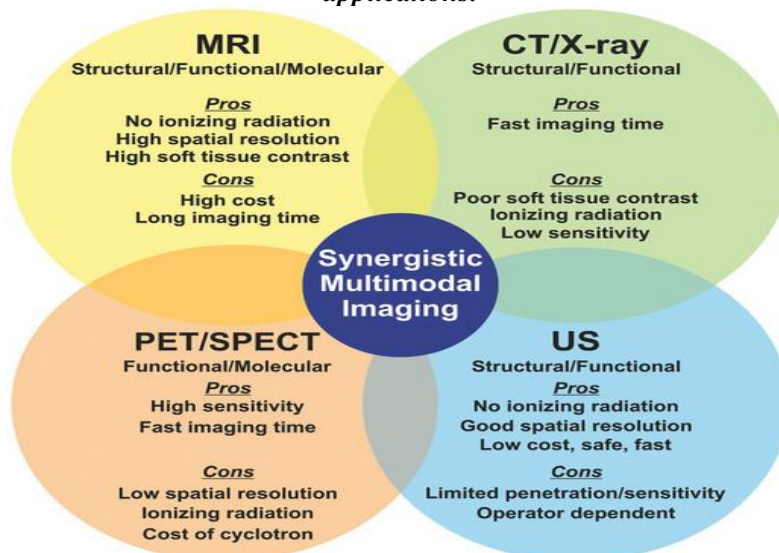 applications.
MRI
Structural/Functional/Molecular
Pros
No ionizing radiation
High spatial resolution
High soft tissue contrast
Cons
High cost
Long imaging time
CT/X-ray
Structural/Functional
Pros
Fast imaging time
Cons
Poor soft tissue contrast
Ionizing radiation
Low sensitivity
Synergistic
Multimodal
Imaging
PET/SPECT
Functional/Molecular
Pros
High sensitivity
Fast imaging time
Cons
Low spatial resolution
Ionizing radiation
Cost of cyclotron
US
Structural/Functional
Pros
No ionizing radiation
Good spatial resolution
Low cost, safe, fast
Cons
Limited penetration/sensitivity
Operator dependent